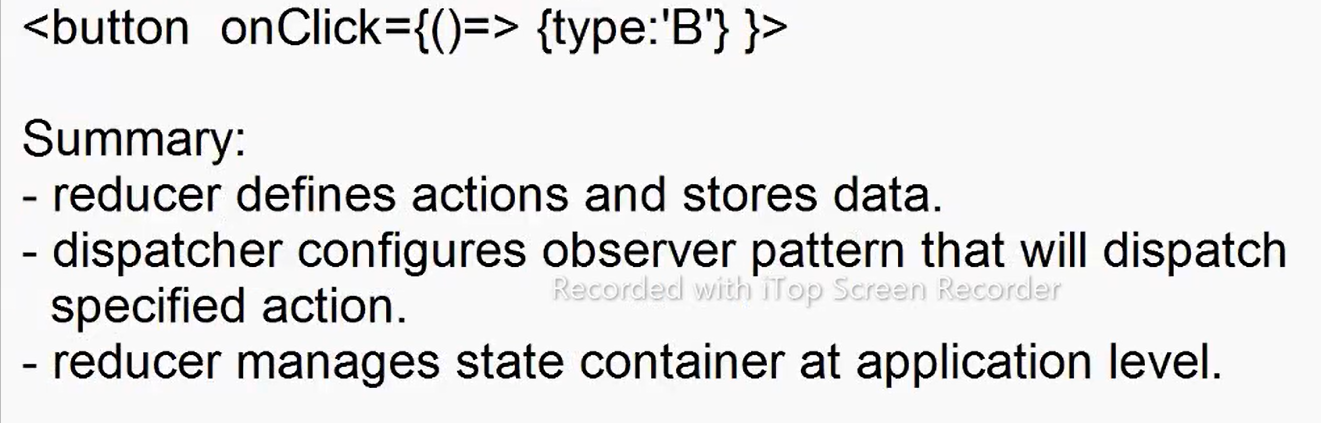 <button  onClick={()=> {type:'B'} }>
Summary:
- reducer defines actions and stores data.
- dispatcher configures observer pattern that will dispatch
specified action.
Recorded with iTop Screen Recorder
- reducer manages state container at application level.